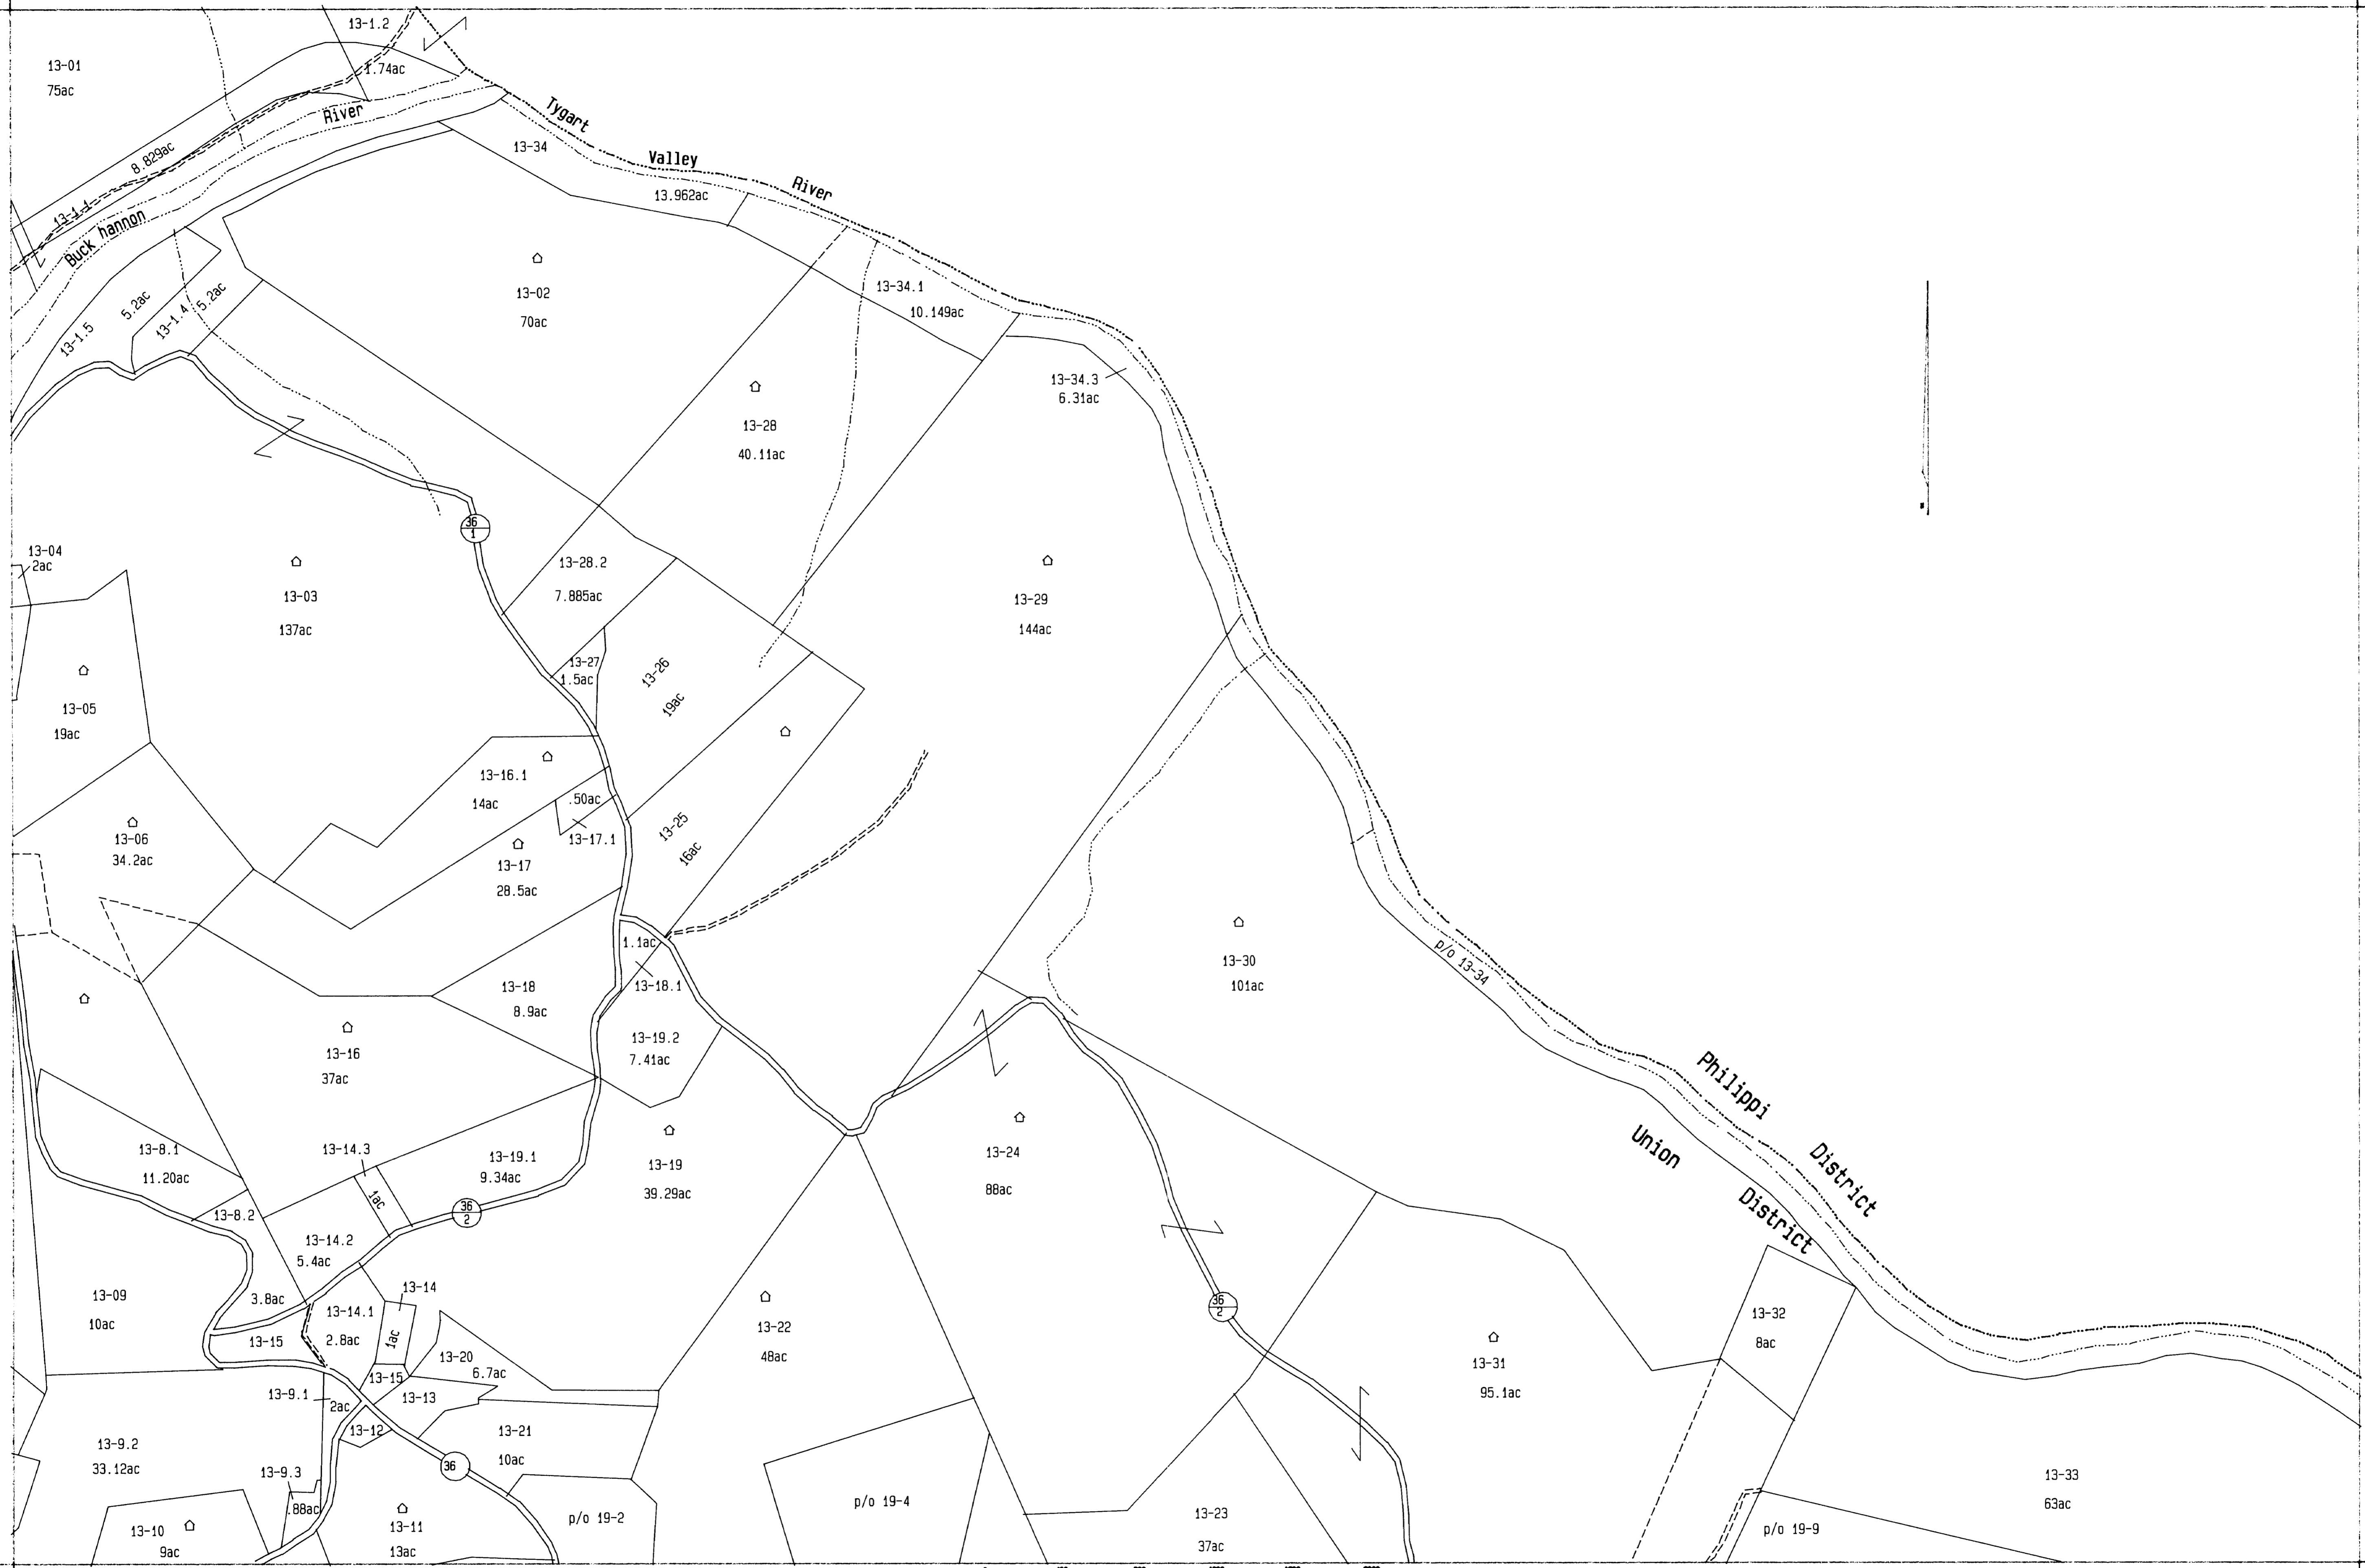 13-1.2
13-01
75ac
1.74ac
River
8.829ac
13-1.1
Buck hannon
Tygart
Valley
River
13-34
13.962ac
13-02
70ac
13-34.1
10.149ac
5.2ac
5.2ac
13-1.4
13-1.5
13-34.3
6.31ac
13-28
40.11ac
36
1
13-04
2ac
13-03
137ac
13-28.2
7.885ac
13-29
144ac
13-27
1.5ac
13-26
19ac
13-05
19ac
13-16.1
14ac
.50ac
13-17.1
13-25
16ac
13-06
34.2ac
13-17
28.5ac
1.1ac
13-18.1
13-18
8.9ac
13-30
101ac
p/o 13-34
13-16
37ac
13-19.2
7.41ac
Philippi
District
Union
District
13-8.1
11.20ac
13-14.3
1ac
13-19.1
9.34ac
13-19
39.29ac
13-24
88ac
13-8.2
36
2
13-14.2
5.4ac
13-09
10ac
3.8ac
13-14
13-14.1
2.8ac
1ac
13-15
13-15
13-20
6.7ac
13-22
48ac
36
2
13-31
95.1ac
13-32
8ac
13-9.1
2ac
13-13
13-12
13-21
10ac
13-9.2
33.12ac
13-9.3
.88ac
36
13-33
63ac
13-10
9ac
13-11
13ac
p/o 19-2
p/o 19-4
13-23
37ac
p/o 19-9